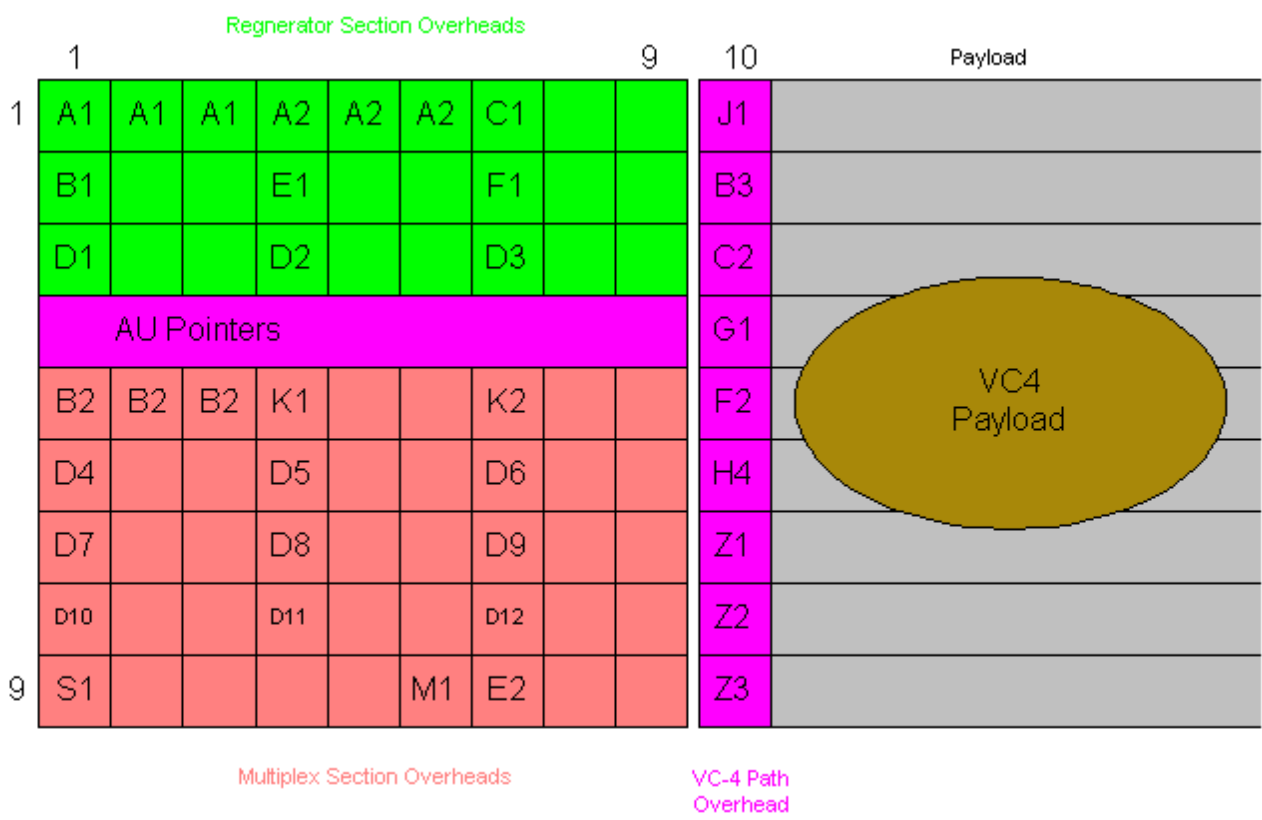 Regnerator Section Overheads
1 9 10 Payload
1 A1 A1 A1 A2 A2 A2 C1 J1
B1 E1 F1 B3
D1 D2 D3 C2
AU Pointers G1
B2 B2 B2 K1 K2 F2
VC4
Payload
D4 D5 D6 H4
D7 D8 D9 Z1
D10 D11 D12 Z2
9 S1 M1 E2 Z3
Multiplex Section Overheads
VC-4 Path
Overhead